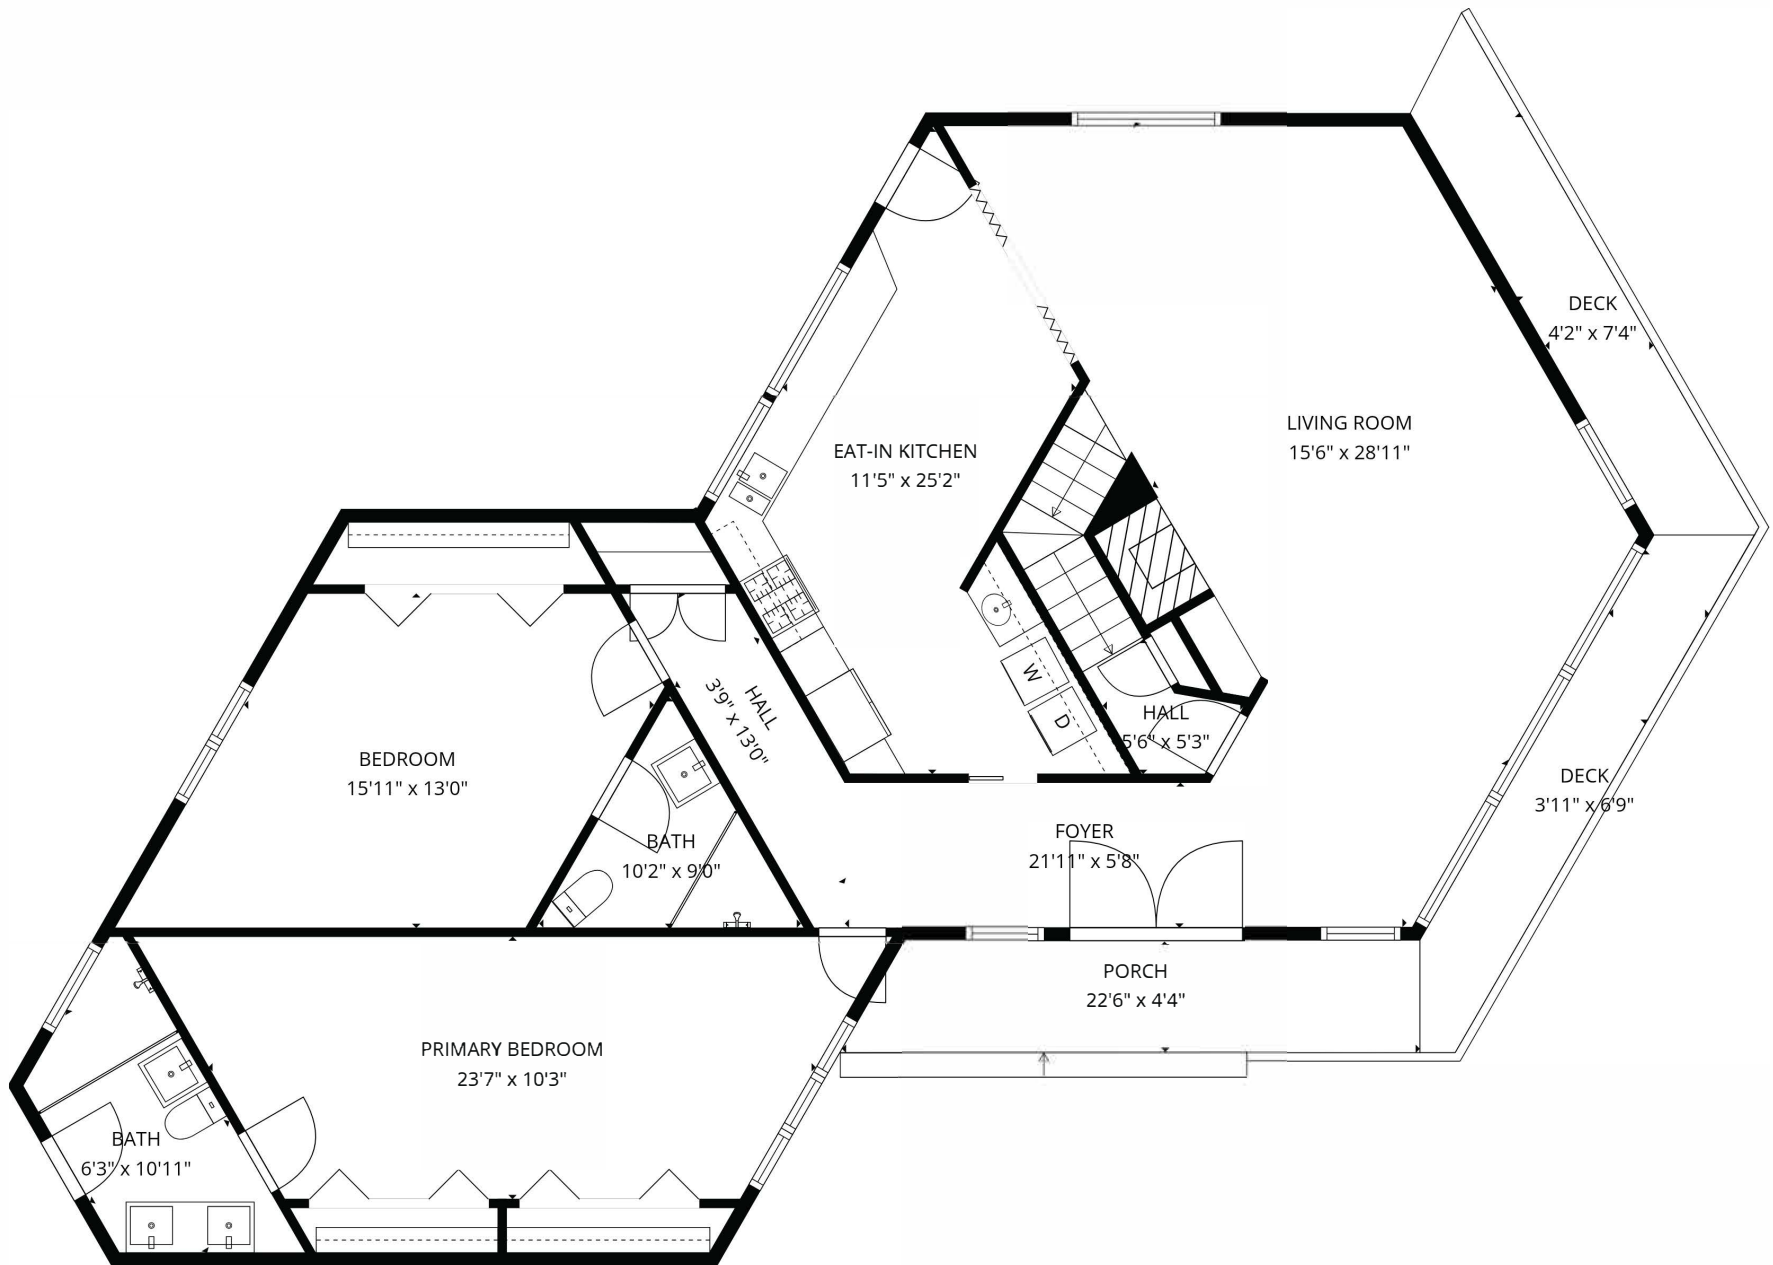 DECK
4'2" x 7'4"
LIVING ROOM
15'6" x 28'11"
EAT-IN KITCHEN
11'5" x 25'2"
W
D
HALL
3'9" x 13'0"
HALL
5'6" x 5'3"
BEDROOM
15'11" x 13'0"
DECK
3'11" x 6'9"
BATH
10'2" x 9'0"
FOYER
21'11" x 5'8"
PORCH
22'6" x 4'4"
PRIMARY BEDROOM
23'7" x 10'3"
BATH
6'3" x 10'11"